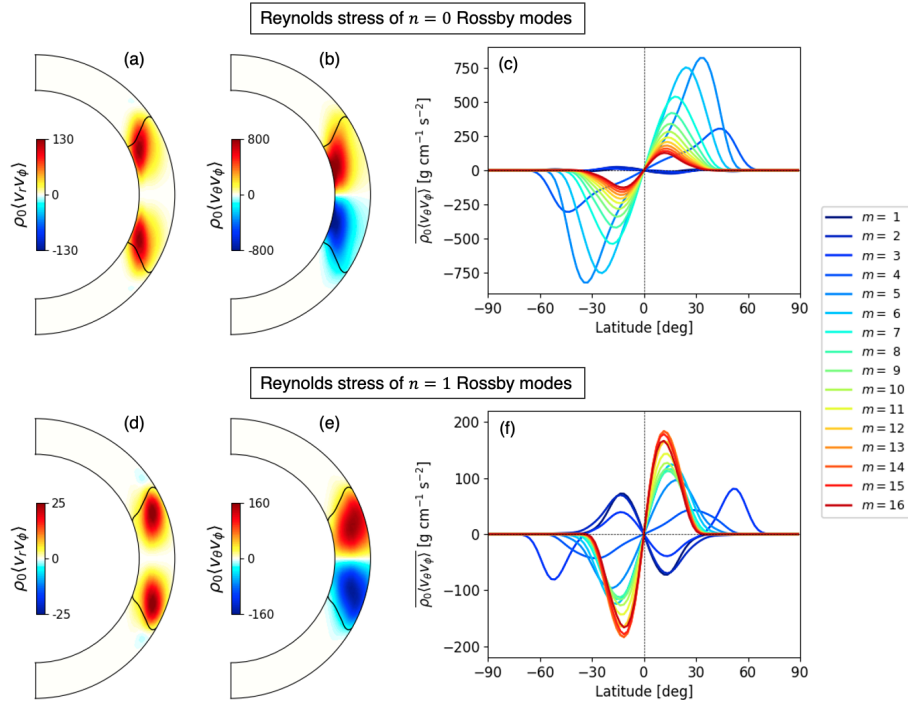 Reynolds stress of n = 0 Rossby modes
(a)
(b)
(c)
ρ₀⟨vᵣvϕ⟩
130
0
-130
ρ₀⟨vθvϕ⟩
800
0
-800
ρ₀⟨vθvϕ⟩ [g cm⁻¹ s⁻²]
750
500
250
0
−250
−500
−750
−90 −60 −30 0 30 60 90
Latitude [deg]
Reynolds stress of n = 1 Rossby modes
(d)
(e)
(f)
ρ₀⟨vᵣvϕ⟩
25
0
-25
ρ₀⟨vθvϕ⟩
160
0
-160
ρ₀⟨vθvϕ⟩ [g cm⁻¹ s⁻²]
200
100
0
−100
−200
−90 −60 −30 0 30 60 90
Latitude [deg]
m = 1
m = 2
m = 3
m = 4
m = 5
m = 6
m = 7
m = 8
m = 9
m = 10
m = 11
m = 12
m = 13
m = 14
m = 15
m = 16